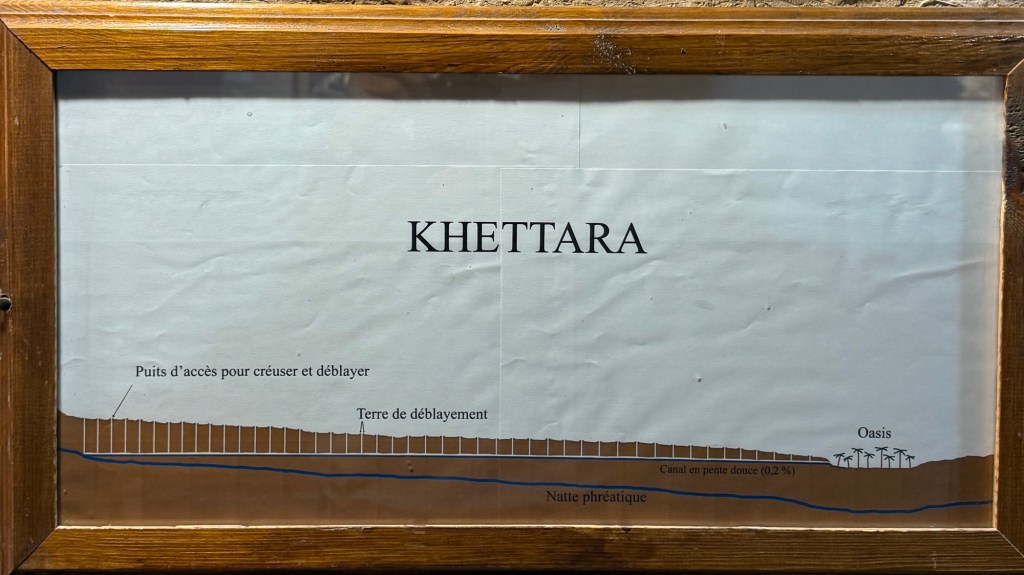 KHETTARA
Puits d’accès pour créuser et déblayer
Terre de déblayement
Oasis
Canal en pente douce (0,2 %)
Natte phréatique